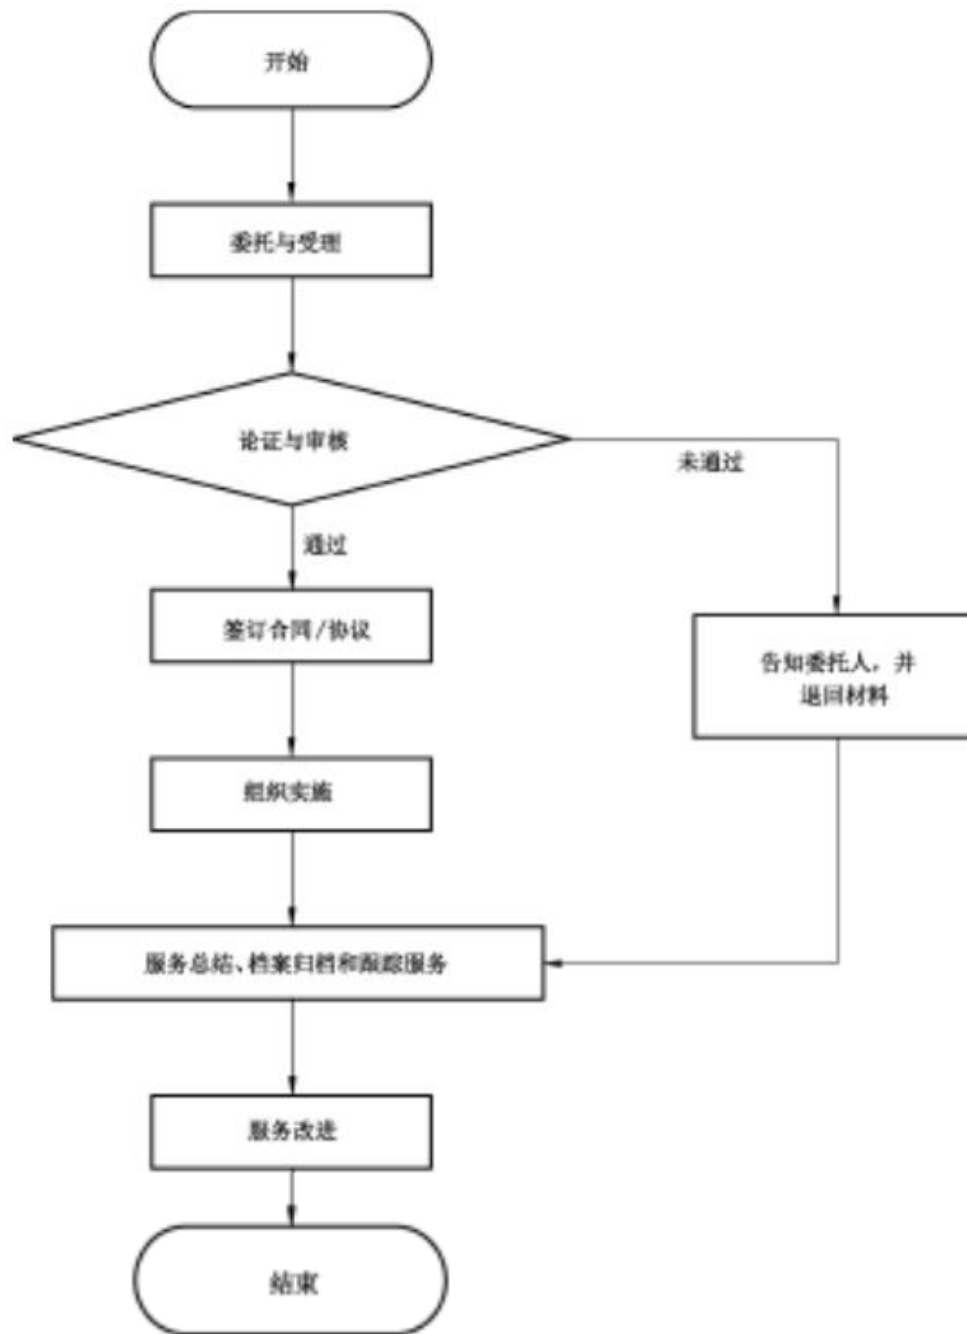 开始
委托与受理
论证与审核
未通过
通过
签订合同/协议
告知委托人，并
退回材料
组织实施
服务总结、档案归档和跟踪服务
服务改进
结束